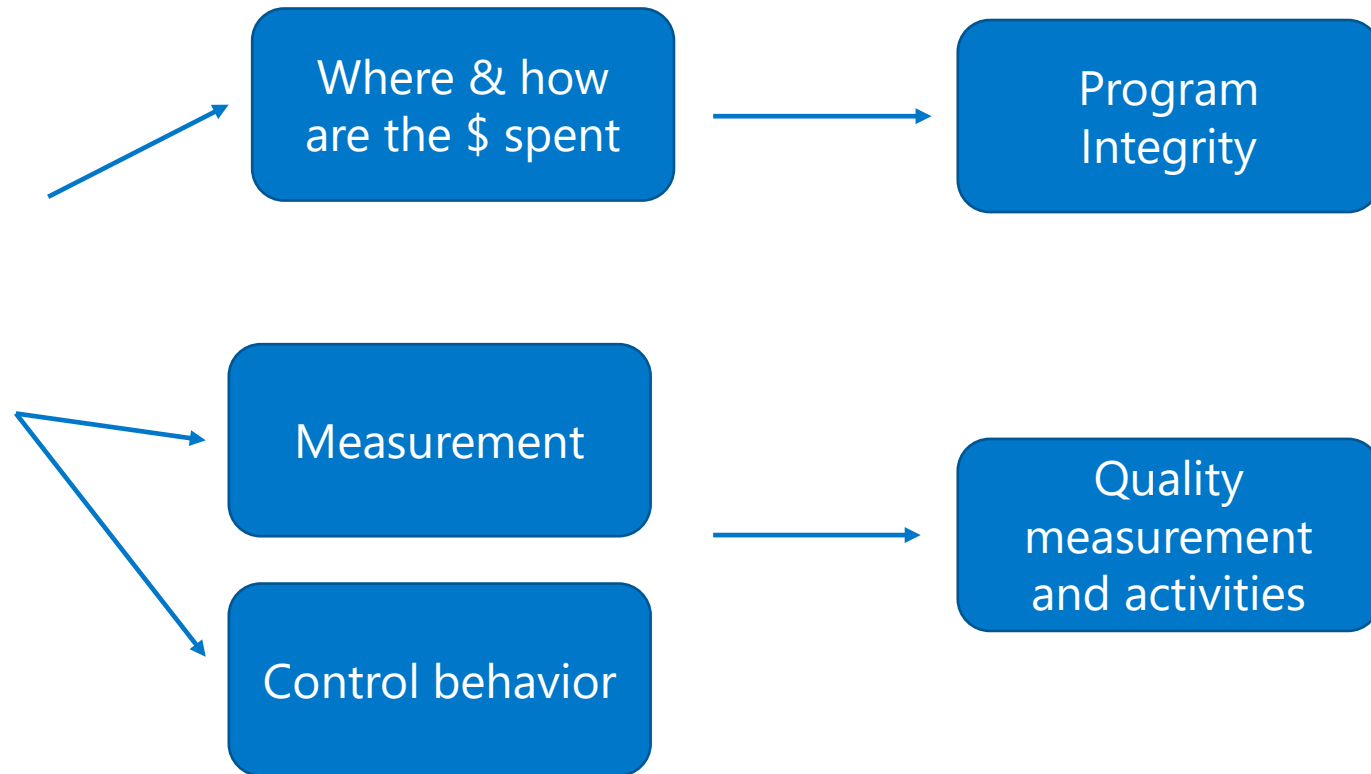 Where & how
are the $ spent
Program
Integrity
Measurement
Control behavior
Quality
measurement
and activities